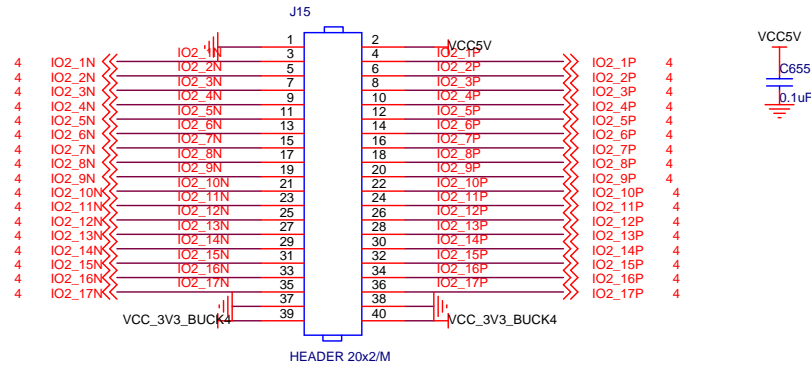 J15
1 2 VCC5V VCC5V
IO2_1N IO2_1P
4 IO2_1N 3 4 IO2_1P 4
IO2_2N IO2_2P C655
4 IO2_2N 5 6 IO2_2P 4
IO2_3N IO2_3P
4 IO2_3N 7 8 IO2_3P 4 0.1uF
IO2_4N IO2_4P
4 IO2_4N 9 10 IO2_4P 4
IO2_5N IO2_5P
4 IO2_5N 11 12 IO2_5P 4
IO2_6N IO2_6P
4 IO2_6N 13 14 IO2_6P 4
IO2_7N IO2_7P
4 IO2_7N 15 16 IO2_7P 4
IO2_8N IO2_8P
4 IO2_8N 17 18 IO2_8P 4
IO2_9N IO2_9P
4 IO2_9N 19 20 IO2_9P 4
IO2_10N IO2_10P
4 IO2_10N 21 22 IO2_10P 4
IO2_11N IO2_11P
4 IO2_11N 23 24 IO2_11P 4
IO2_12N IO2_12P
4 IO2_12N 25 26 IO2_12P 4
IO2_13N IO2_13P
4 IO2_13N 27 28 IO2_13P 4
IO2_14N IO2_14P
4 IO2_14N 29 30 IO2_14P 4
IO2_15N IO2_15P
4 IO2_15N 31 32 IO2_15P 4
IO2_16N IO2_16P
4 IO2_16N 33 34 IO2_16P 4
IO2_17N IO2_17P
4 IO2_17N 35 36 IO2_17P 4
37 38
VCC_3V3_BUCK4 39 40 VCC_3V3_BUCK4
HEADER 20x2/M